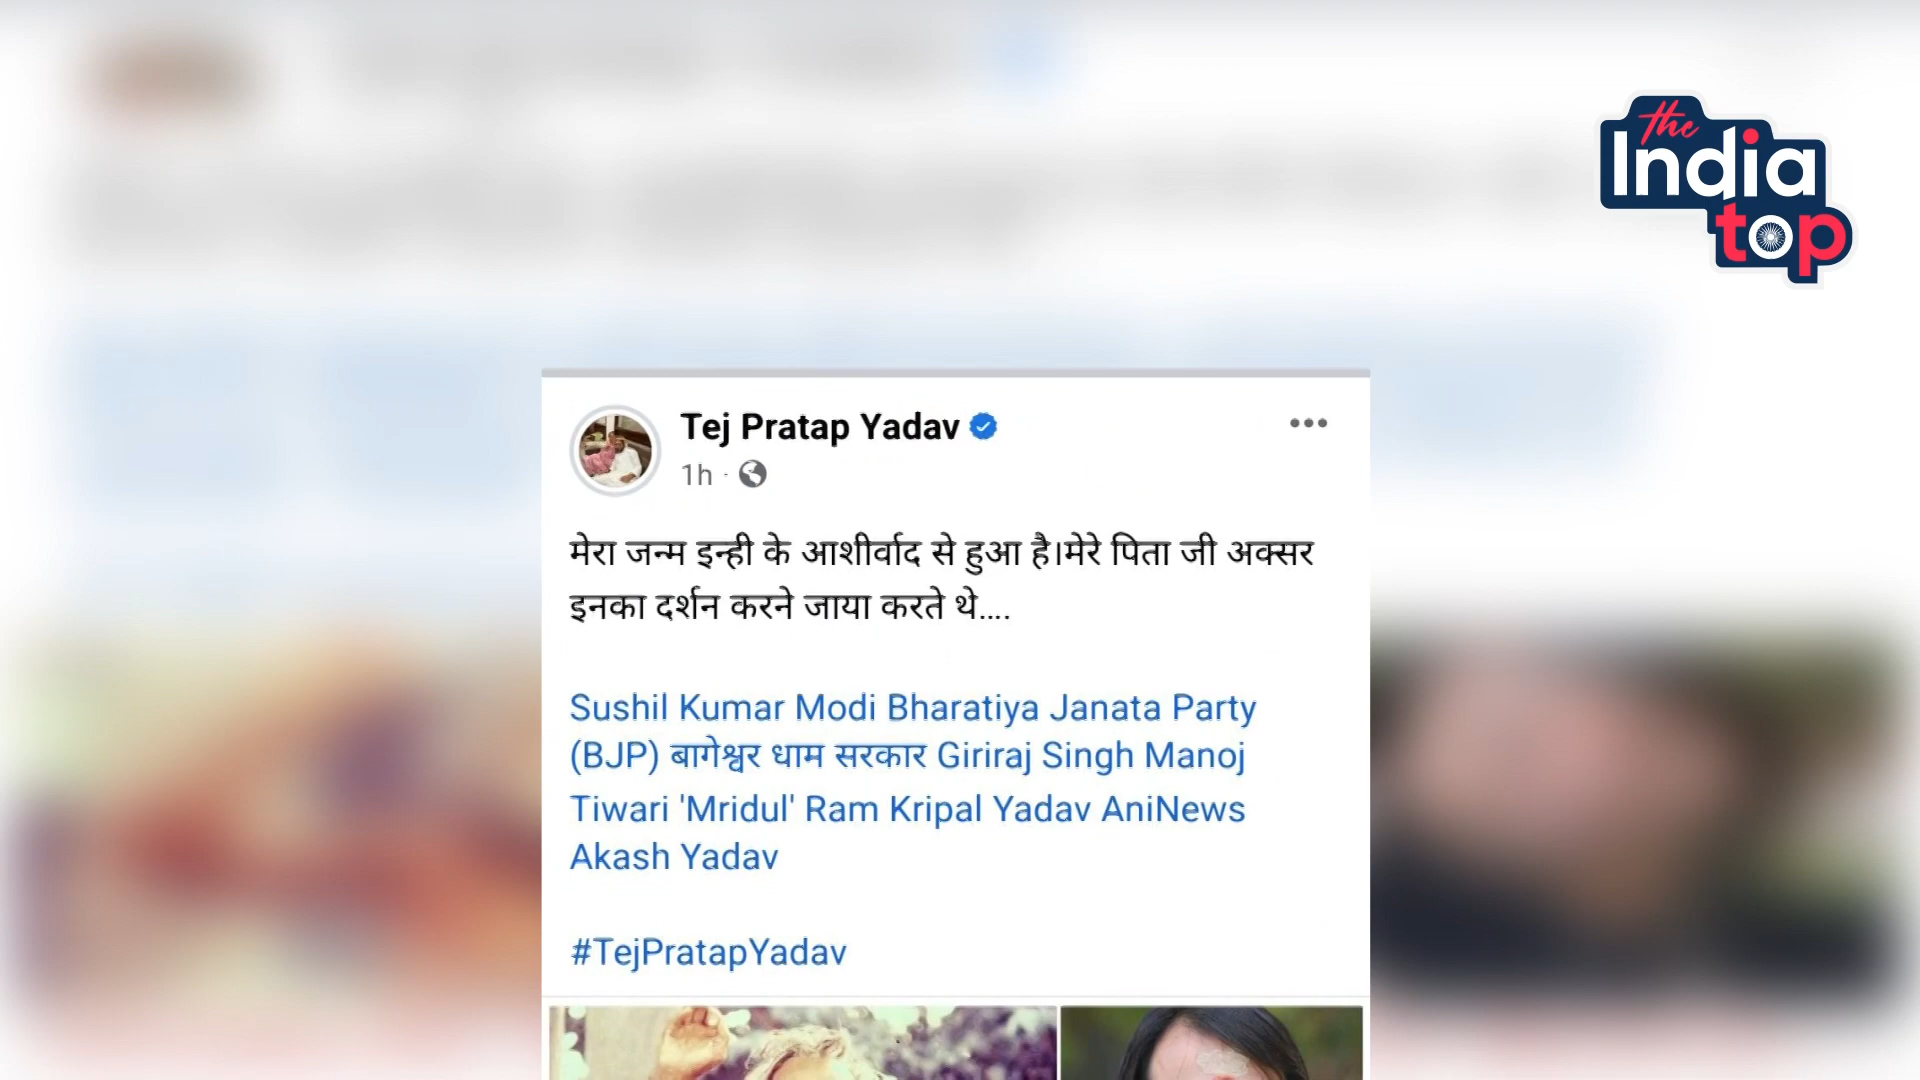 the
India
top
Tej Pratap Yadav
1h ·
मेरा जन्म इन्ही के आशीर्वाद से हुआ है।मेरे पिता जी अक्सर
इनका दर्शन करने जाया करते थे....
Sushil Kumar Modi Bharatiya Janata Party
(BJP) बागेश्वर धाम सरकार Giriraj Singh Manoj
Tiwari 'Mridul' Ram Kripal Yadav AniNews
Akash Yadav
#TejPratapYadav